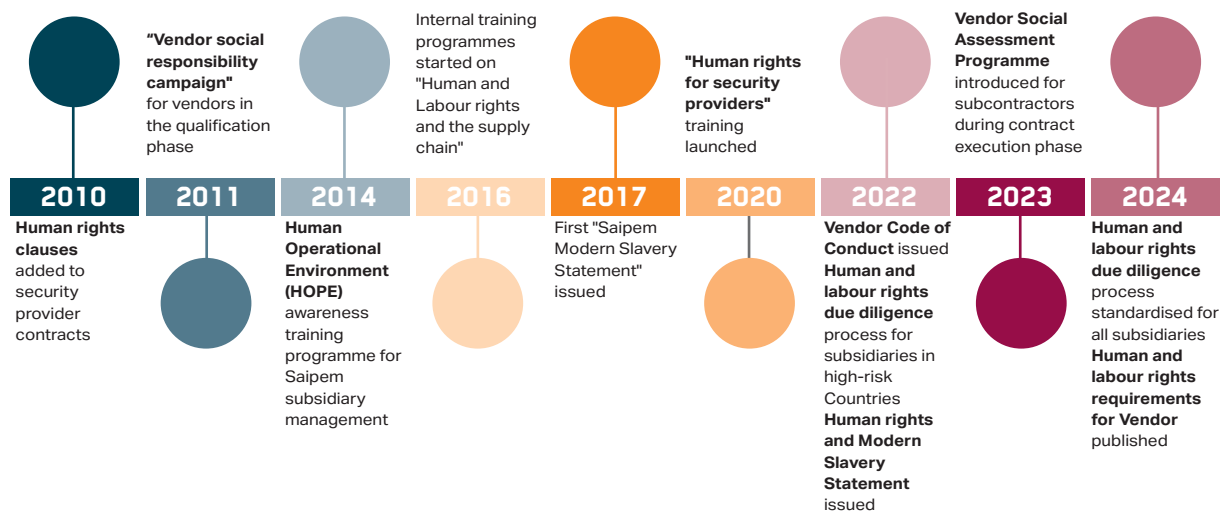 2010
Human rights
clauses
added to
security
provider
contracts
“Vendor social
responsibility
campaign"
for vendors in
the qualification
phase
2011
2014
Human
Operational
Environment
(HOPE)
awareness
training
programme for
Saipem
subsidiary
management
Internal training
programmes
started on
"Human and
Labour rights
and the supply
chain"
2016
2017
First "Saipem
Modern Slavery
Statement"
issued
"Human rights
for security
providers"
training
launched
2020
2022
Vendor Code of
Conduct issued
Human and
labour rights
due diligence
process for
subsidiaries in
high-risk
Countries
Human rights
and Modern
Slavery
Statement
issued
Vendor Social
Assessment
Programme
introduced for
subcontractors
during contract
execution phase
2023
2024
Human and
labour rights
due diligence
process
standardised for
all subsidiaries
Human and
labour rights
requirements
for Vendor
published